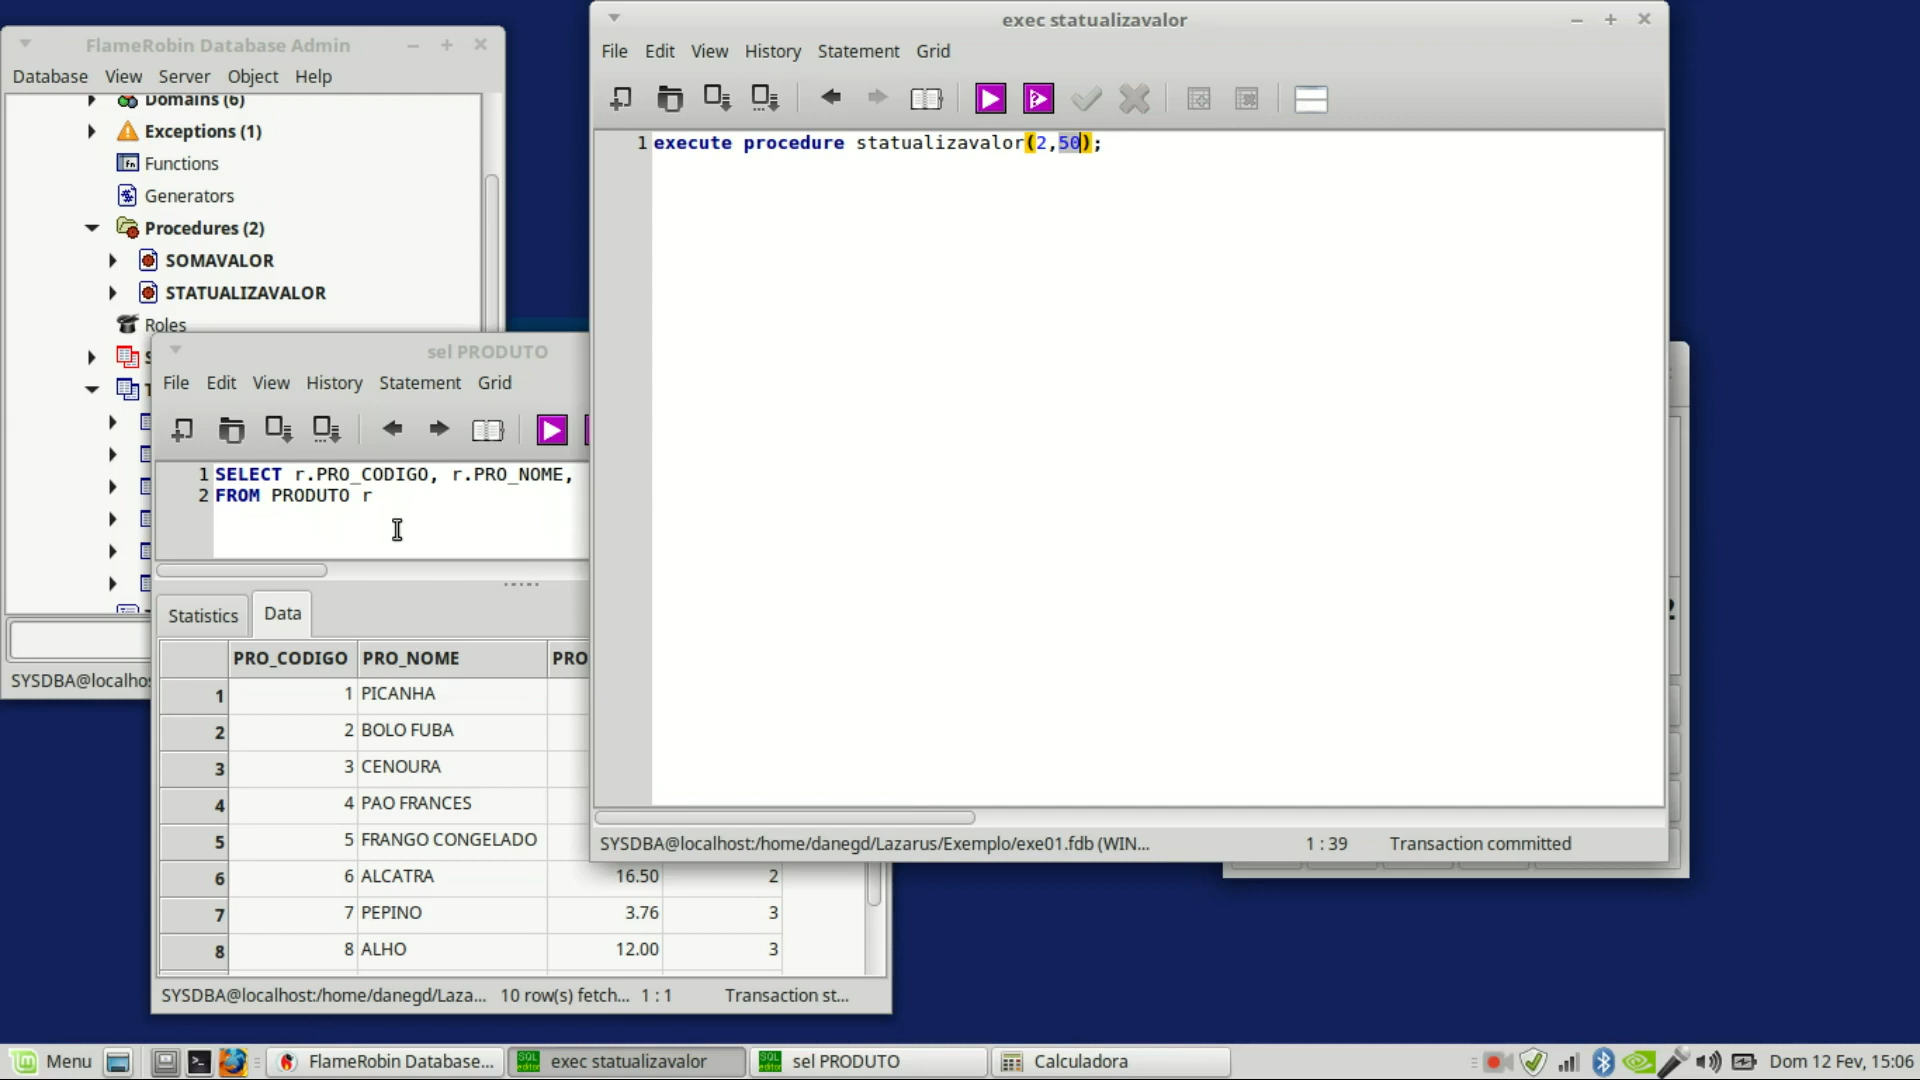 FlameRobin Database Admin
Database View Server Object Help
Domains (6)
Exceptions (1)
Functions
Generators
Procedures (2)
SOMAVALOR
STATUALIZAVALOR
Roles
exec statualizavalor
File Edit View History Statement Grid
1 execute procedure statualizavalor(2,50);
SYSDBA@localhost:/home/danegd/Lazarus/Exemplo/exe01.fdb (WIN... 1 : 39 Transaction committed
sel PRODUTO
File Edit View History Statement Grid
1 SELECT r.PRO_CODIGO, r.PRO_NOME,
2 FROM PRODUTO r
Statistics Data
PRO_CODIGO PRO_NOME PRO
1 1 PICANHA
2 2 BOLO FUBA
3 3 CENOURA
4 4 PAO FRANCES
5 5 FRANGO CONGELADO
6 6 ALCATRA 16.50 2
7 7 PEPINO 3.76 3
8 8 ALHO 12.00 3
SYSDBA@localhost:/home/danegd/Laza... 10 row(s) fetch... 1 : 1 Transaction st...
SYSDBA@localho
Menu FlameRobin Database... exec statualizavalor sel PRODUTO Calculadora Dom 12 Fev, 15:06